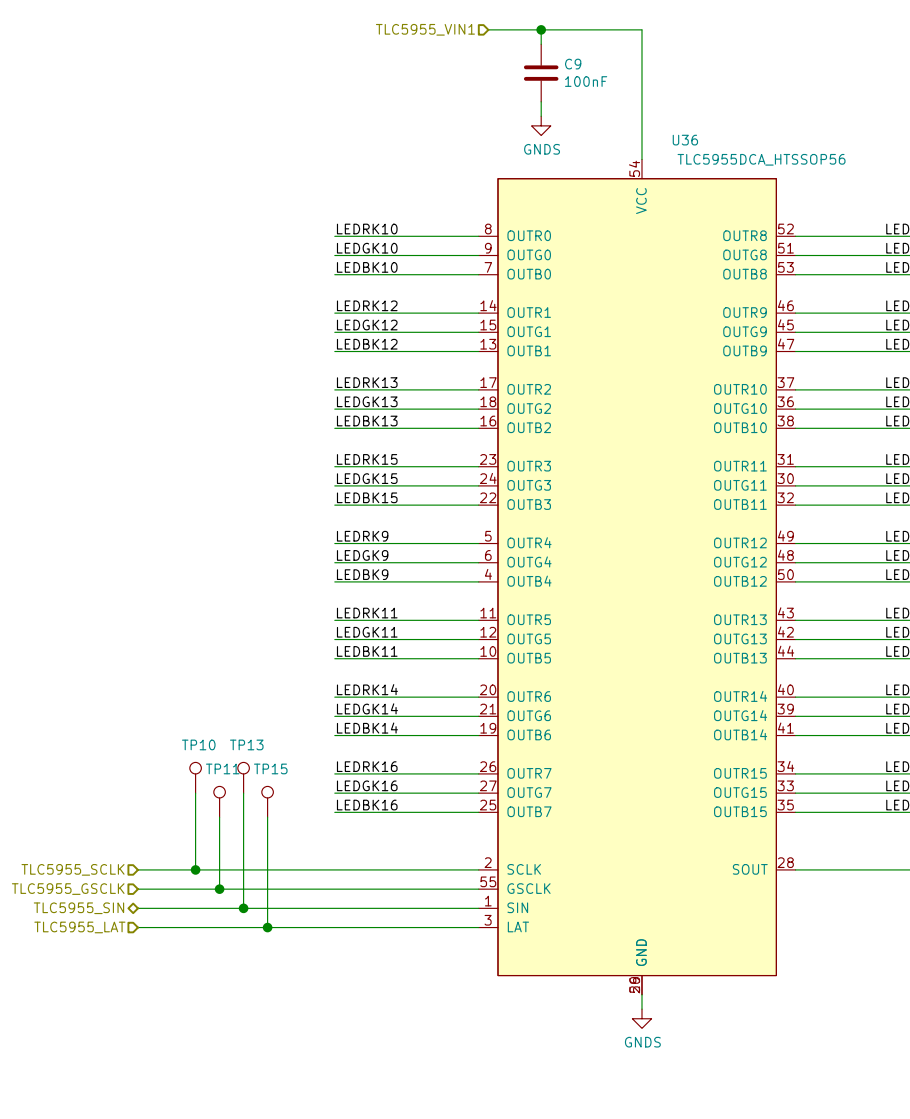 TLC5955_VIN1
C9
100nF
GNDS
U36
TLC5955DCA_HTSSOP56
54
VCC
LEDRK10 8 OUTR0 OUTR8 52 LED
LEDGK10 9 OUTG0 OUTG8 51 LED
LEDBK10 7 OUTB0 OUTB8 53 LED
LEDRK12 14 OUTR1 OUTR9 46 LED
LEDGK12 15 OUTG1 OUTG9 45 LED
LEDBK12 13 OUTB1 OUTB9 47 LED
LEDRK13 17 OUTR2 OUTR10 37 LED
LEDGK13 18 OUTG2 OUTG10 36 LED
LEDBK13 16 OUTB2 OUTB10 38 LED
LEDRK15 23 OUTR3 OUTR11 31 LED
LEDGK15 24 OUTG3 OUTG11 30 LED
LEDBK15 22 OUTB3 OUTB11 32 LED
LEDRK9 5 OUTR4 OUTR12 49 LED
LEDGK9 6 OUTG4 OUTG12 48 LED
LEDBK9 4 OUTB4 OUTB12 50 LED
LEDRK11 11 OUTR5 OUTR13 43 LED
LEDGK11 12 OUTG5 OUTG13 42 LED
LEDBK11 10 OUTB5 OUTB13 44 LED
LEDRK14 20 OUTR6 OUTR14 40 LED
LEDGK14 21 OUTG6 OUTG14 39 LED
LEDBK14 19 OUTB6 OUTB14 41 LED
TP10 TP13
TP11 TP15
LEDRK16 26 OUTR7 OUTR15 34 LED
LEDGK16 27 OUTG7 OUTG15 33 LED
LEDBK16 25 OUTB7 OUTB15 35 LED
TLC5955_SCLK 2 SCLK SOUT 28
TLC5955_GSCLK 55 GSCLK
TLC5955_SIN 1 SIN
TLC5955_LAT 3 LAT
GND
GNDS